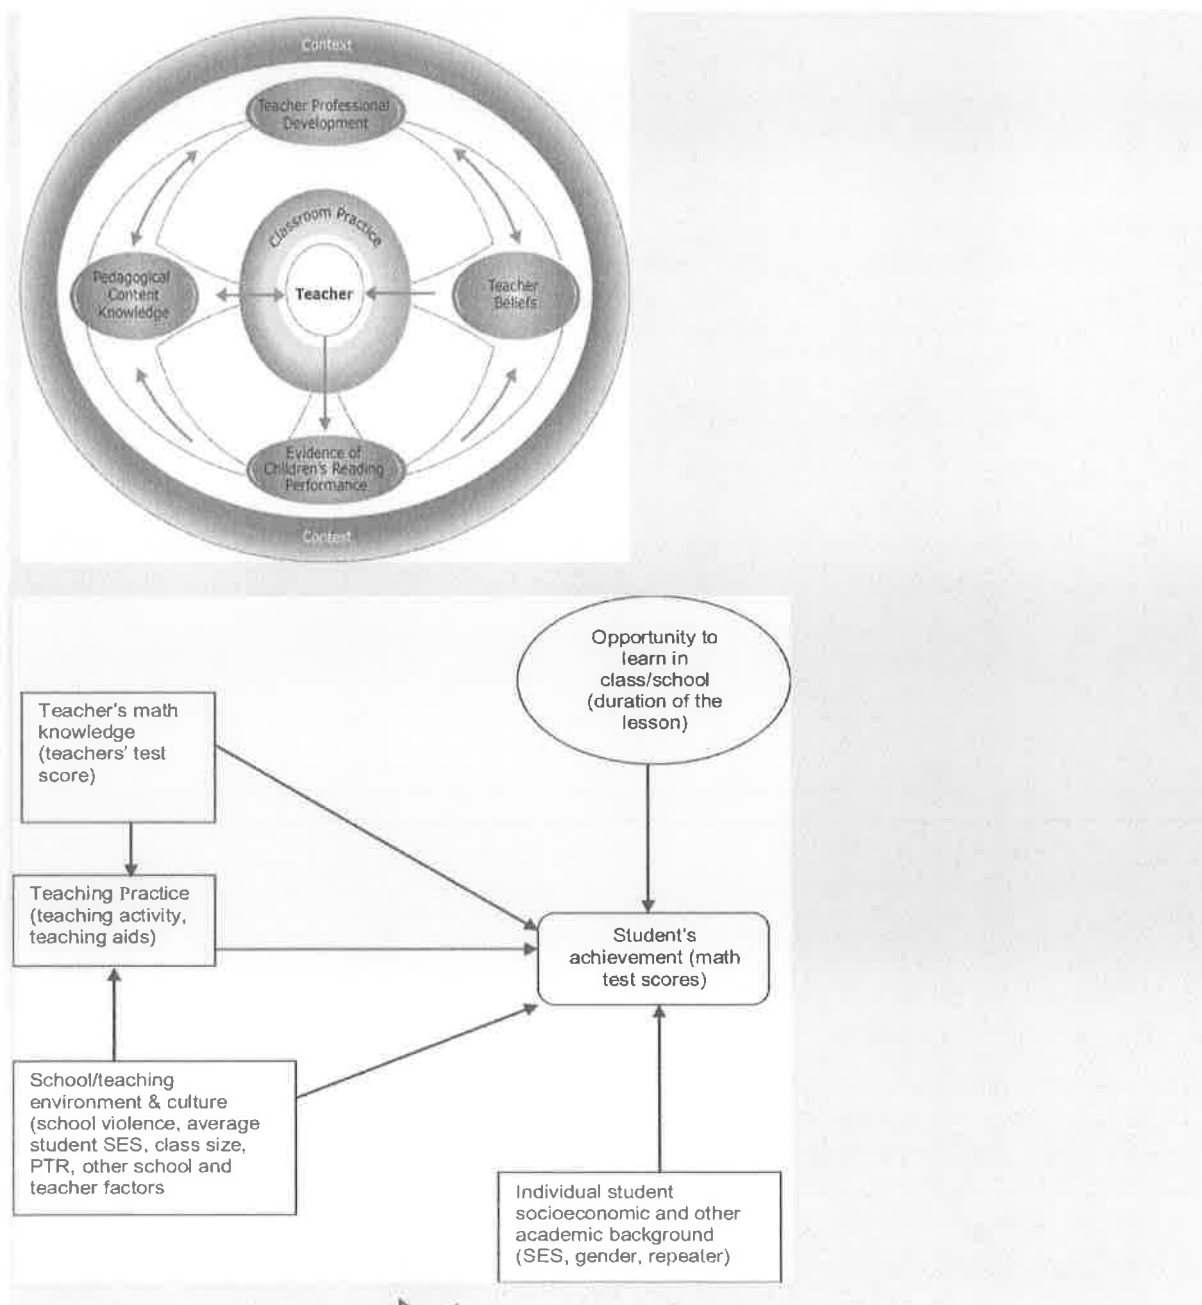 Context
Teacher Professional
Development
Classroom Practice
Pedagogical
Content
Knowledge
Teacher
Teacher
Beliefs
Evidence of
Children's Reading
Performance
Context
Opportunity to
learn in
class/school
(duration of the
lesson)
Teacher's math
knowledge
(teachers' test
score)
Teaching Practice
(teaching activity,
teaching aids)
Student's
achievement (math
test scores)
School/teaching
environment & culture
(school violence, average
student SES, class size,
PTR, other school and
teacher factors
Individual student
socioeconomic and other
academic background
(SES, gender, repeater)